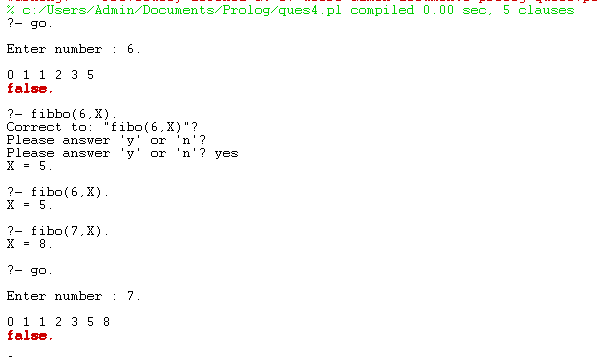 % c:/Users/Admin/Documents/Prolog/ques4.pl compiled 0.00 sec, 5 clauses
?- go.
Enter number : 6.
0 1 1 2 3 5
false.
?- fibbo(6,X).
Correct to: "fibo(6,X)"?
Please answer 'y' or 'n'?
Please answer 'y' or 'n'? yes
X = 5.
?- fibo(6,X).
X = 5.
?- fibo(7,X).
X = 8.
?- go.
Enter number : 7.
0 1 1 2 3 5 8
false.